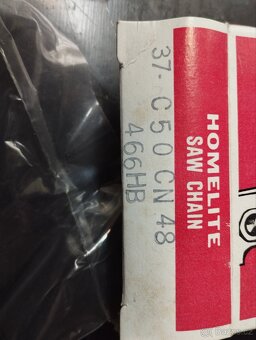 HOMELITE
SAW CHAIN
37- C50CN48
466HB